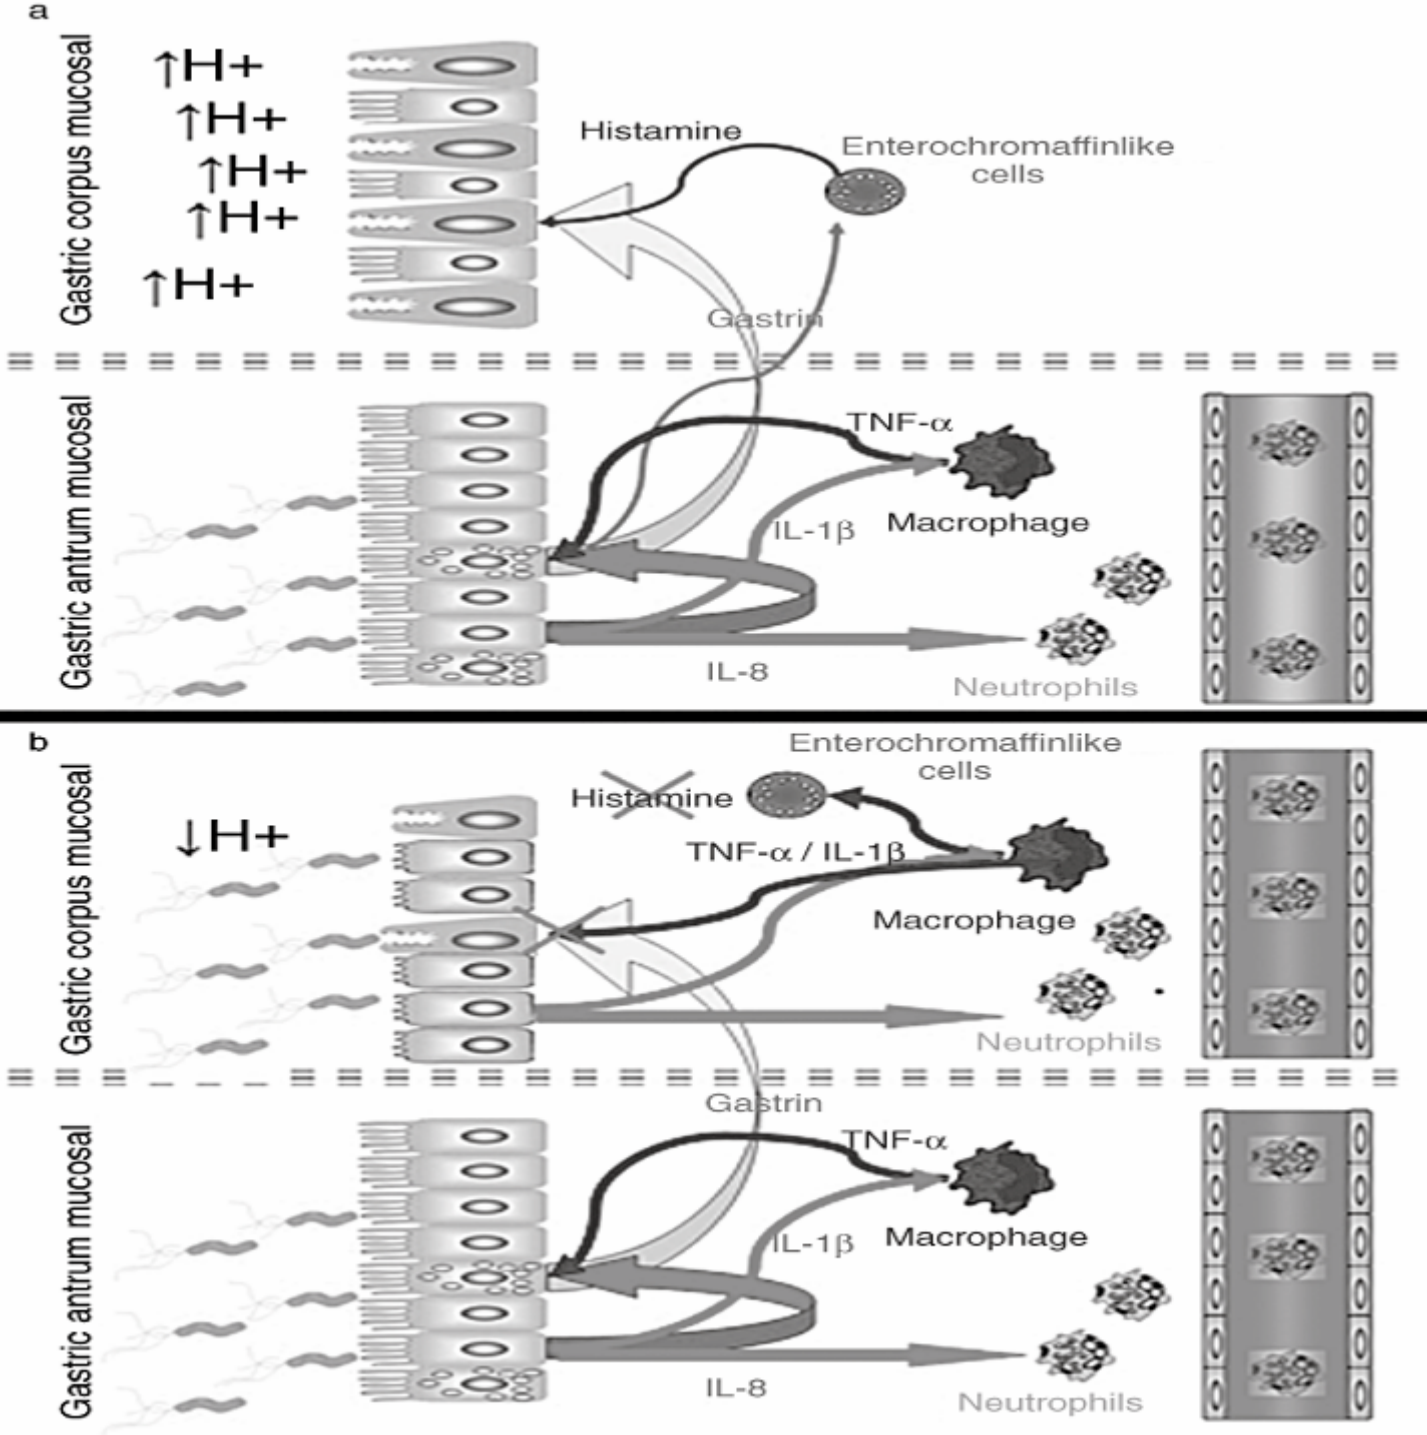 a
Gastric corpus mucosal
↑H+
↑H+
↑H+
↑H+
↑H+
Histamine
Enterochromaffinlike
cells
Gastrin
Gastric antrum mucosal
TNF-α
IL-1β
Macrophage
IL-8
Neutrophils
b
Gastric corpus mucosal
↓H+
Enterochromaffinlike
cells
Histamine
TNF-α / IL-1β
Macrophage
Neutrophils
Gastrin
Gastric antrum mucosal
TNF-α
IL-1β
Macrophage
IL-8
Neutrophils